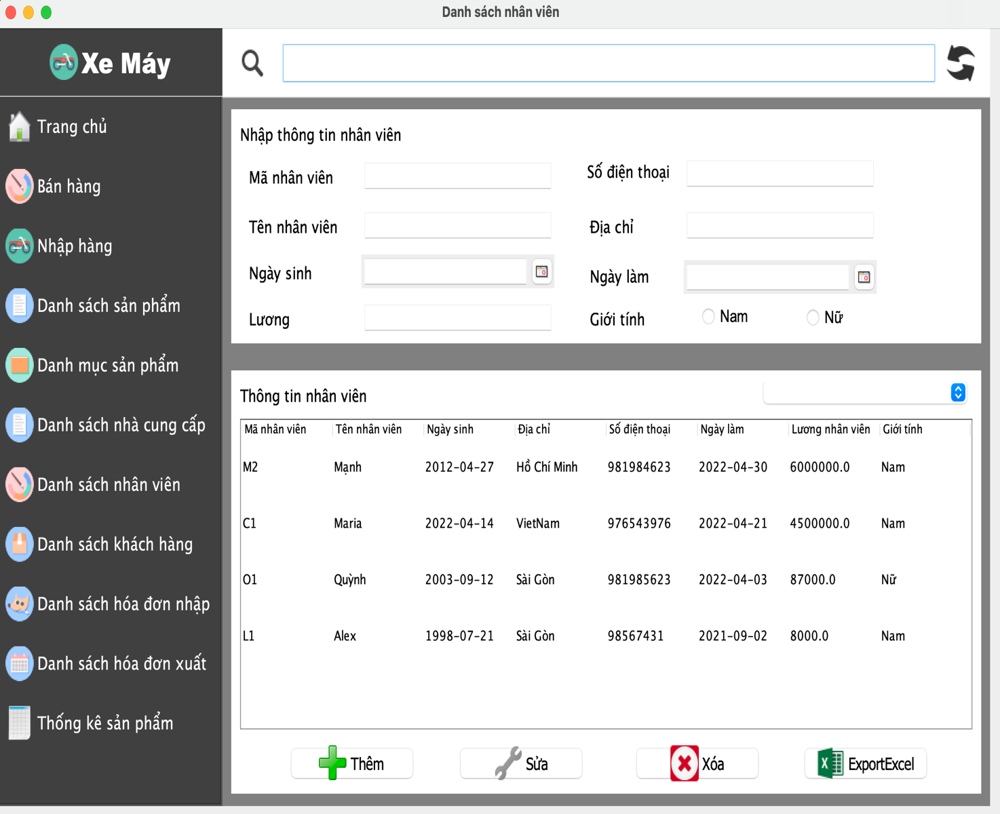 Danh sách nhân viên
Xe Máy
Trang chủ
Bán hàng
Nhập hàng
Danh sách sản phẩm
Danh mục sản phẩm
Danh sách nhà cung cấp
Danh sách nhân viên
Danh sách khách hàng
Danh sách hóa đơn nhập
Danh sách hóa đơn xuất
Thống kê sản phẩm
Nhập thông tin nhân viên
Mã nhân viên Số điện thoại
Tên nhân viên Địa chỉ
Ngày sinh Ngày làm
Lương Giới tính Nam Nữ
Thông tin nhân viên
Mã nhân viên Tên nhân viên Ngày sinh Địa chỉ Số điện thoại Ngày làm Lương nhân viên Giới tính
M2 Mạnh 2012-04-27 Hồ Chí Minh 981984623 2022-04-30 6000000.0 Nam
C1 Maria 2022-04-14 VietNam 976543976 2022-04-21 4500000.0 Nam
O1 Quỳnh 2003-09-12 Sài Gòn 981985623 2022-04-03 87000.0 Nữ
L1 Alex 1998-07-21 Sài Gòn 98567431 2021-09-02 8000.0 Nam
Thêm Sửa Xóa ExportExcel